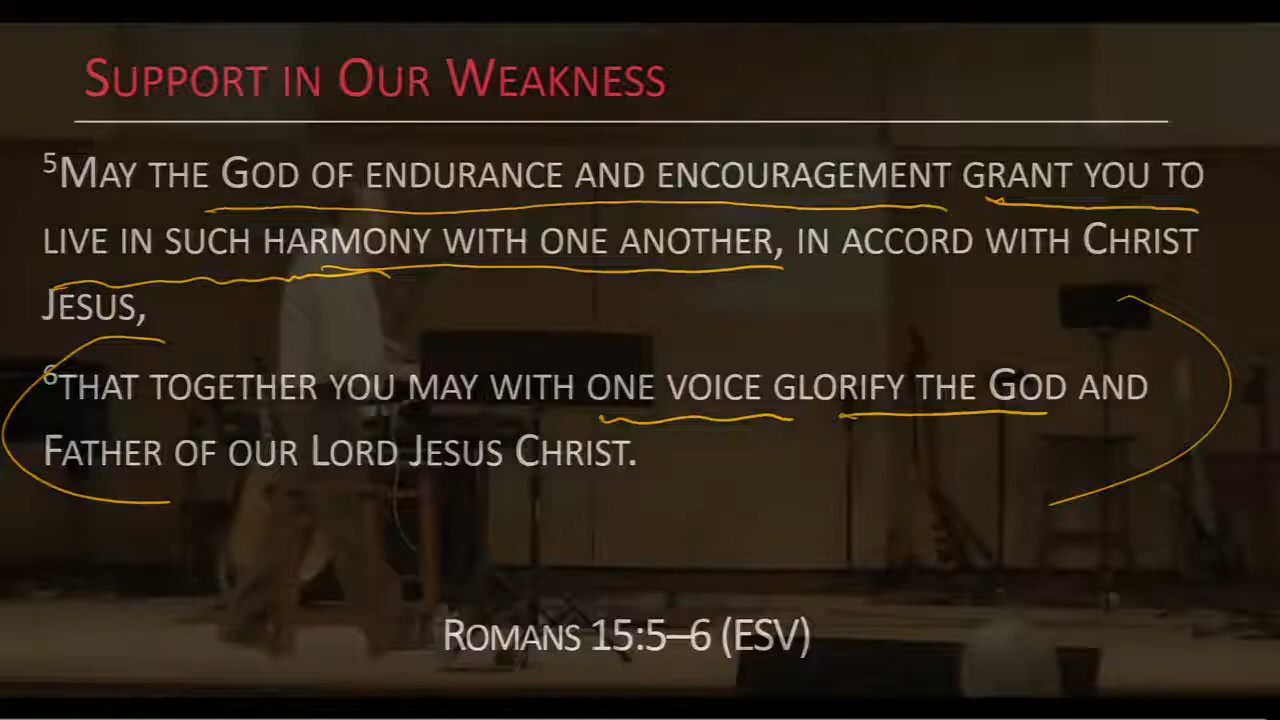 Support in Our Weakness
5May the God of endurance and encouragement grant you to
live in such harmony with one another, in accord with Christ
Jesus,
6that together you may with one voice glorify the God and
Father of our Lord Jesus Christ.
Romans 15:5–6 (ESV)